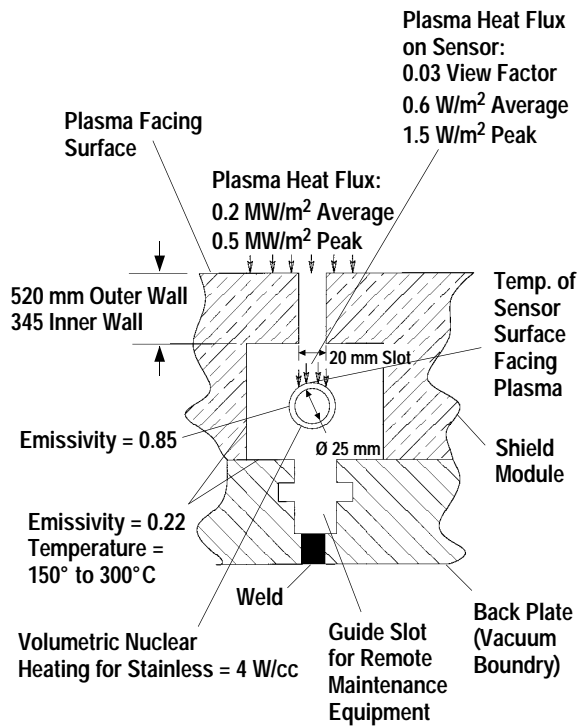 Plasma Heat Flux
on Sensor:
0.03 View Factor
0.6 W/m² Average
1.5 W/m² Peak
Plasma Facing
Surface
Plasma Heat Flux:
0.2 MW/m² Average
0.5 MW/m² Peak
520 mm Outer Wall
345 Inner Wall
Temp. of
Sensor
Surface
Facing
Plasma
20 mm Slot
Emissivity = 0.85
Ø 25 mm
Shield
Module
Emissivity = 0.22
Temperature =
150° to 300°C
Weld
Back Plate
(Vacuum
Boundry)
Volumetric Nuclear
Heating for Stainless = 4 W/cc
Guide Slot
for Remote
Maintenance
Equipment